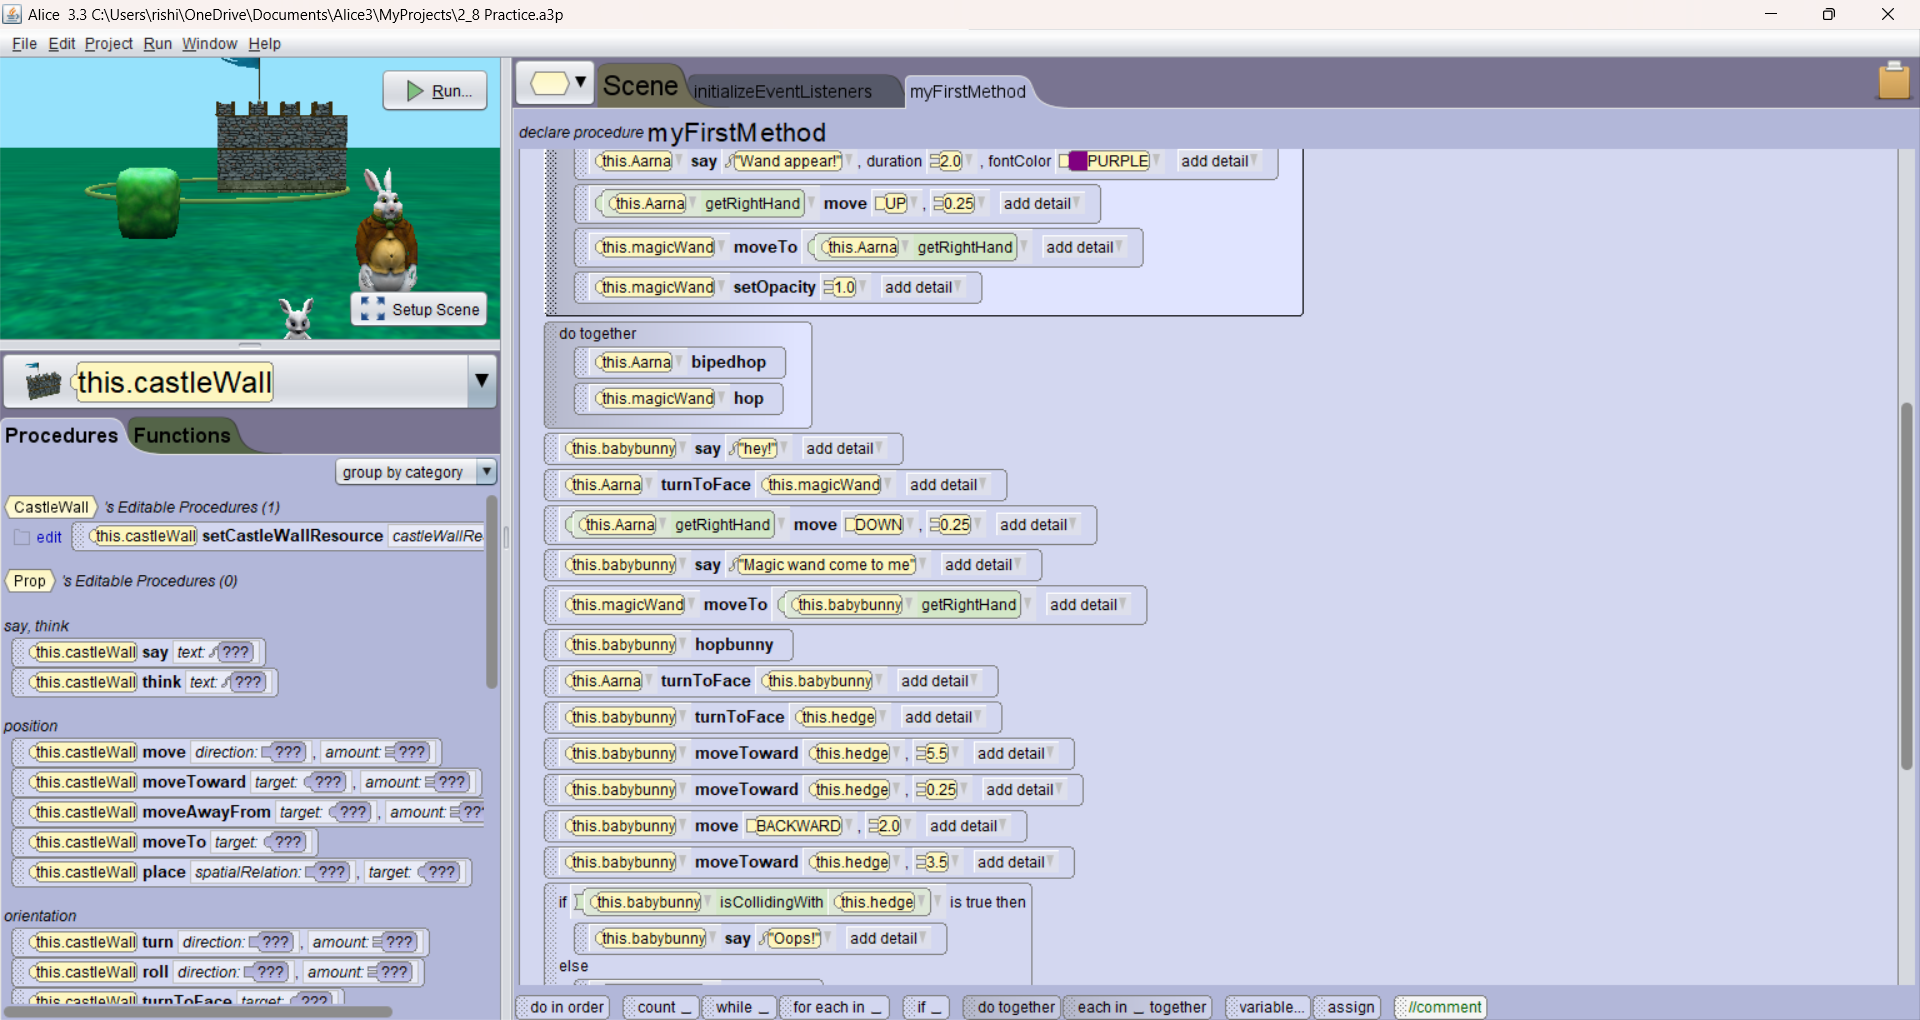 Alice 3.3 C:\Users\rishi\OneDrive\Documents\Alice3\MyProjects\2_8 Practice.a3p
File Edit Project Run Window Help
Run...
Setup Scene
this.castleWall
Procedures Functions
group by category
CastleWall 's Editable Procedures (1)
edit this.castleWall setCastleWallResource castleWallRe
Prop 's Editable Procedures (0)
say, think
this.castleWall say text: ???
this.castleWall think text: ???
position
this.castleWall move direction: ??? , amount: ???
this.castleWall moveToward target: ??? , amount: ???
this.castleWall moveAwayFrom target: ??? , amount: ??
this.castleWall moveTo target: ???
this.castleWall place spatialRelation: ??? , target: ???
orientation
this.castleWall turn direction: ??? , amount: ???
this.castleWall roll direction: ??? , amount: ???
this.castleWall turnToFace target: ???
Scene initializeEventListeners myFirstMethod
declare procedure myFirstMethod
this.Aarna say "Wand appear!" , duration 2.0 , fontColor PURPLE add detail
this.Aarna getRightHand move UP , 0.25 add detail
this.magicWand moveTo this.Aarna getRightHand add detail
this.magicWand setOpacity 1.0 add detail
do together
this.Aarna bipedhop
this.magicWand hop
this.babybunny say "hey!" add detail
this.Aarna turnToFace this.magicWand add detail
this.Aarna getRightHand move DOWN , 0.25 add detail
this.babybunny say "Magic wand come to me" add detail
this.magicWand moveTo this.babybunny getRightHand add detail
this.babybunny hopbunny
this.Aarna turnToFace this.babybunny add detail
this.babybunny turnToFace this.hedge add detail
this.babybunny moveToward this.hedge , 5.5 add detail
this.babybunny moveToward this.hedge , 0.25 add detail
this.babybunny move BACKWARD , 2.0 add detail
this.babybunny moveToward this.hedge , 3.5 add detail
if this.babybunny isCollidingWith this.hedge is true then
this.babybunny say "Oops!" add detail
else
do in order count _ while _ for each in _ if _ do together each in _ together variable... assign //comment